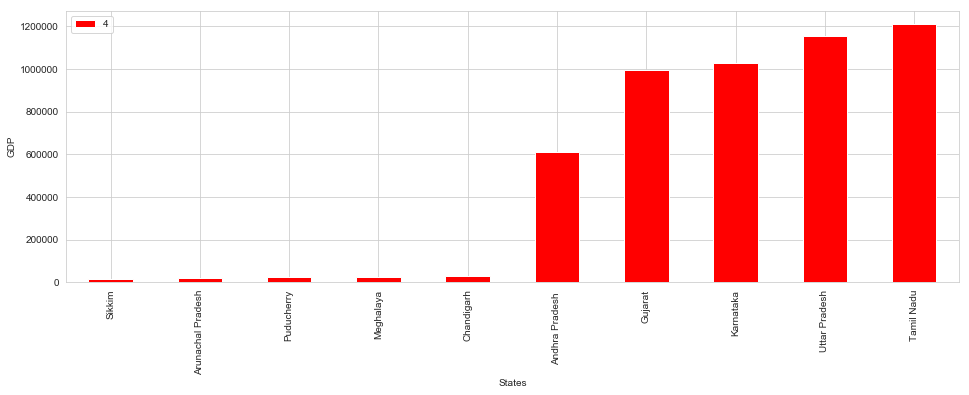 4
1200000
1000000
800000
600000
400000
200000
0
GDP
Sikkim
Arunachal Pradesh
Puducherry
Meghalaya
Chandigarh
Andhra Pradesh
Gujarat
Karnataka
Uttar Pradesh
Tamil Nadu
States